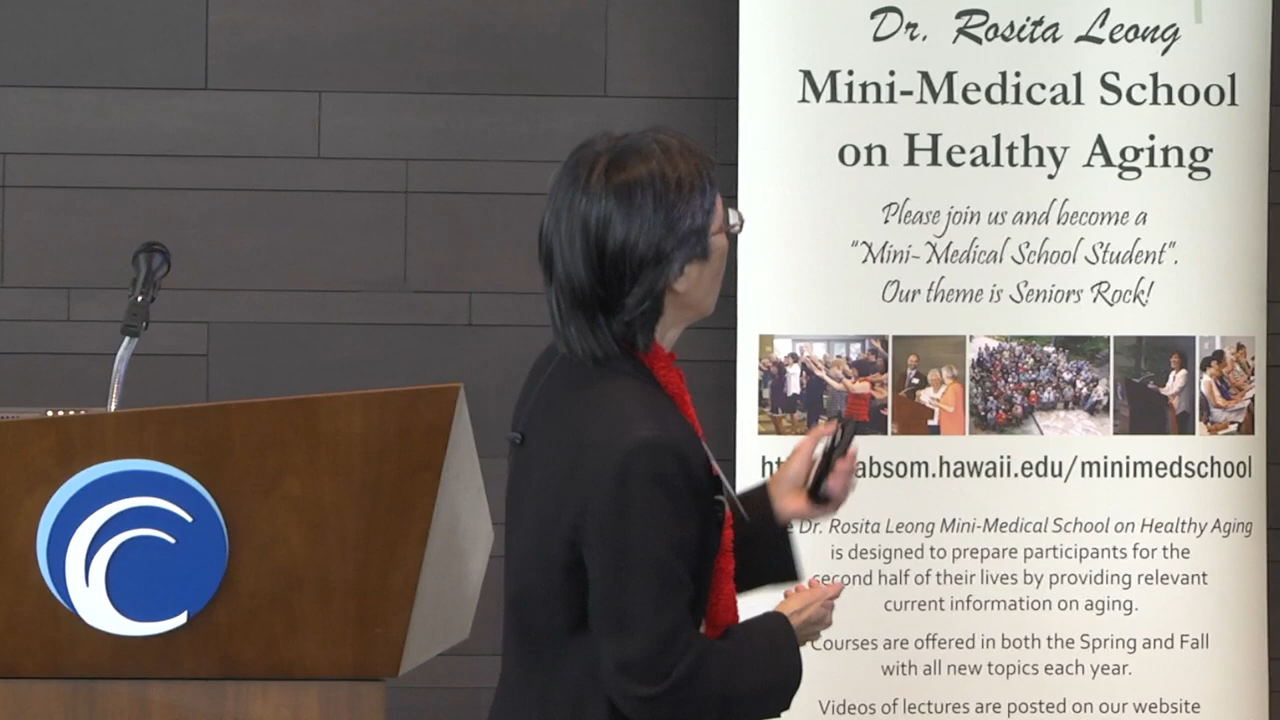 Dr. Rosita Leong
Mini-Medical School
on Healthy Aging
Please join us and become a
"Mini-Medical School Student".
Our theme is Seniors Rock!
absom.hawaii.edu/minimedschool
Dr. Rosita Leong Mini-Medical School on Healthy Aging
is designed to prepare participants for the
second half of their lives by providing relevant
current information on aging.
Courses are offered in both the Spring and Fall
with all new topics each year.
Videos of lectures are posted on our website